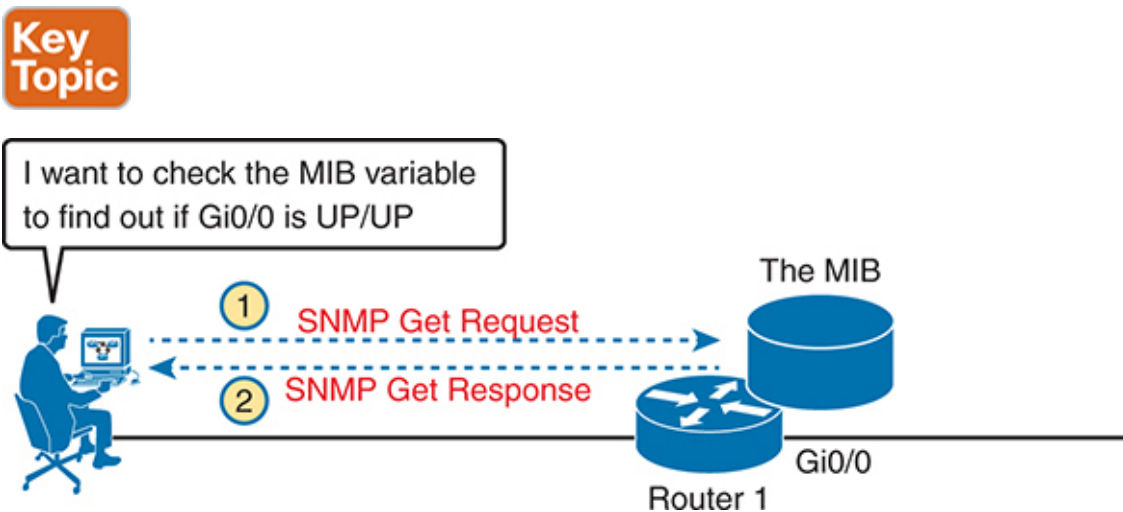 Key
Topic
I want to check the MIB variable
to find out if Gi0/0 is UP/UP
The MIB
1
SNMP Get Request
2
SNMP Get Response
Gi0/0
Router 1